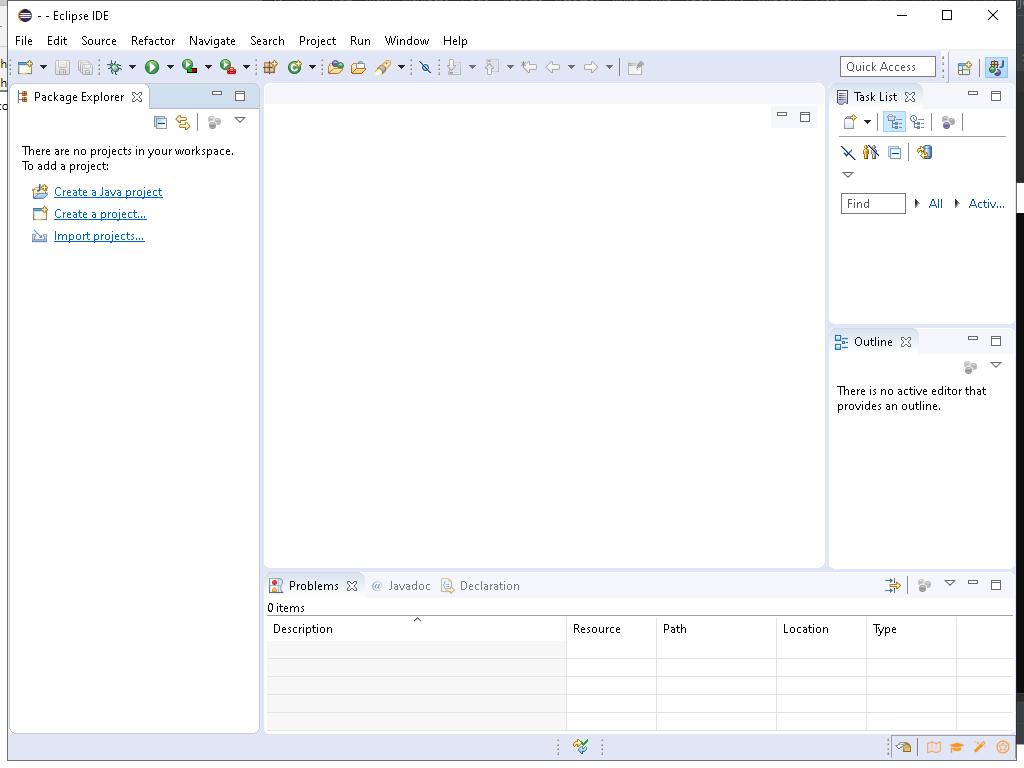 - - Eclipse IDE
File Edit Source Refactor Navigate Search Project Run Window Help
Quick Access
Package Explorer
There are no projects in your workspace.
To add a project:
Create a Java project
Create a project...
Import projects...
Task List
Find All Activ...
Outline
There is no active editor that
provides an outline.
Problems @ Javadoc Declaration
0 items
Description Resource Path Location Type